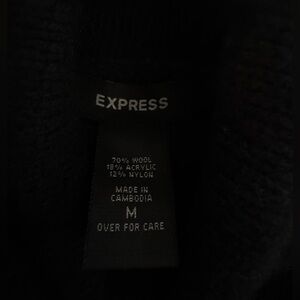 EXPRESS
70% WOOL
18% ACRYLIC
12% NYLON
MADE IN
CAMBODIA
M
OVER FOR CARE